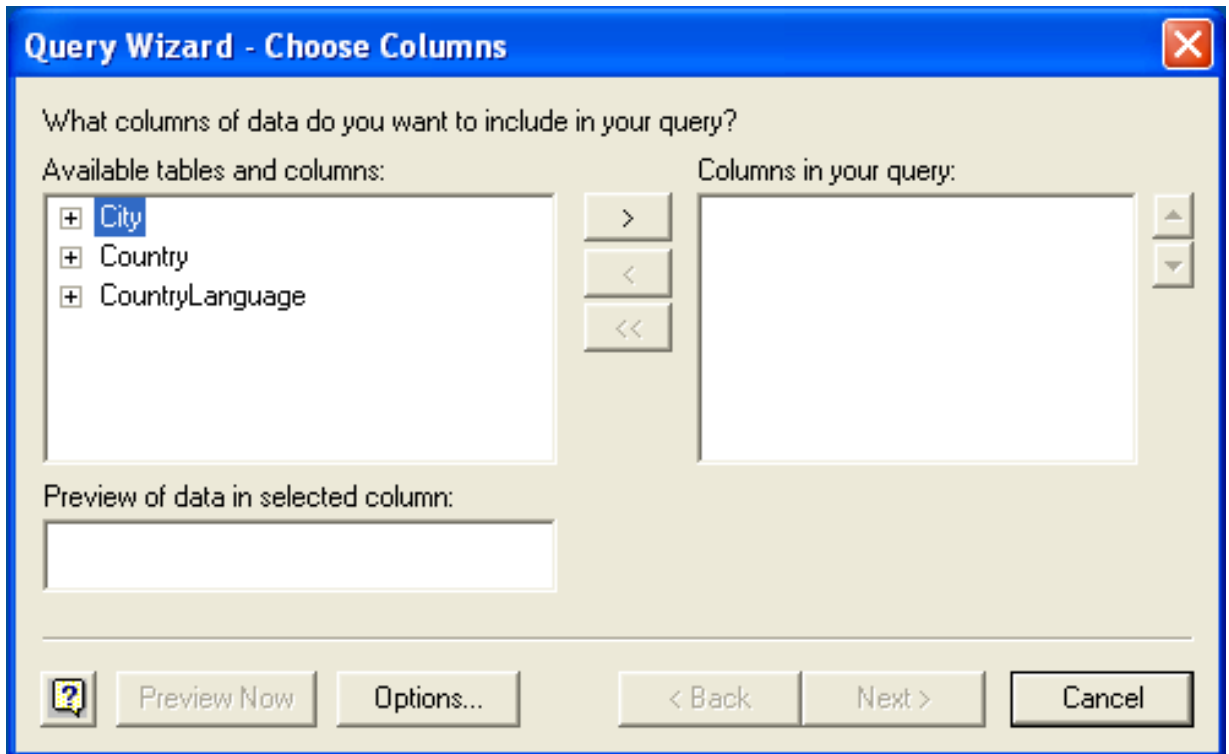 Query Wizard - Choose Columns
What columns of data do you want to include in your query?
Available tables and columns:
Columns in your query:
City
Country
CountryLanguage
>
<
<<
Preview of data in selected column:
Preview Now
Options...
< Back
Next >
Cancel